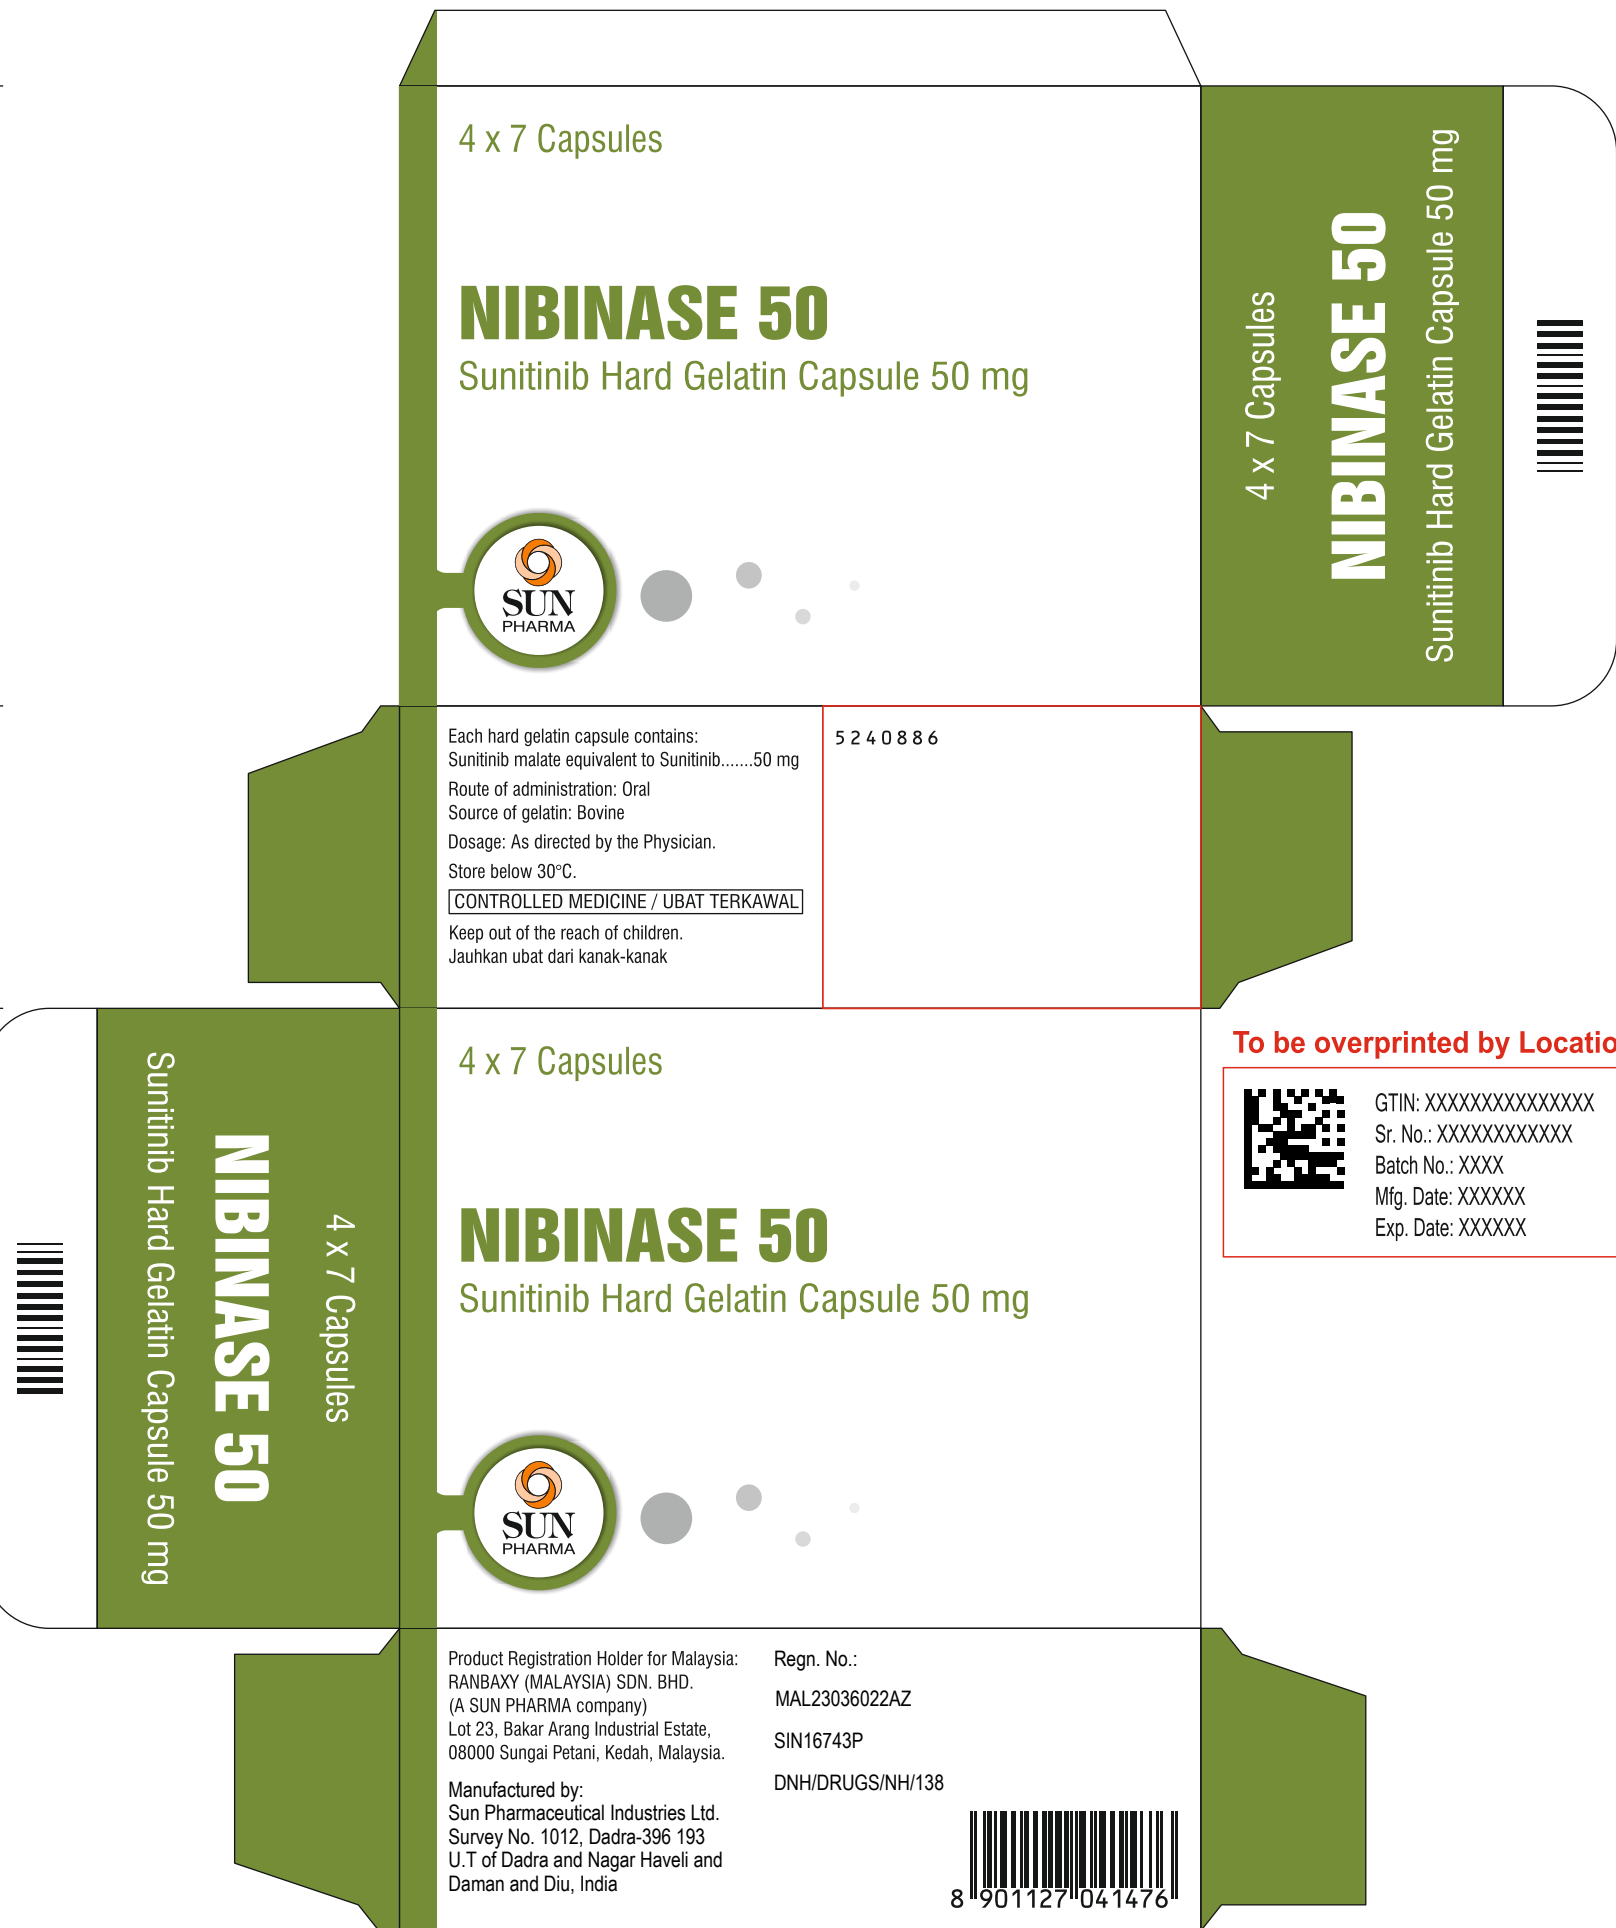 4 x 7 Capsules
NIBINASE 50
Sunitinib Hard Gelatin Capsule 50 mg
SUN
PHARMA
4 x 7 Capsules
NIBINASE 50
Sunitinib Hard Gelatin Capsule 50 mg
Each hard gelatin capsule contains:
Sunitinib malate equivalent to Sunitinib.......50 mg
Route of administration: Oral
Source of gelatin: Bovine
Dosage: As directed by the Physician.
Store below 30°C.
CONTROLLED MEDICINE / UBAT TERKAWAL
Keep out of the reach of children.
Jauhkan ubat dari kanak-kanak
5240886
4 x 7 Capsules
NIBINASE 50
Sunitinib Hard Gelatin Capsule 50 mg
4 x 7 Capsules
NIBINASE 50
Sunitinib Hard Gelatin Capsule 50 mg
SUN
PHARMA
To be overprinted by Locatio
GTIN: XXXXXXXXXXXXXXX
Sr. No.: XXXXXXXXXXXX
Batch No.: XXXX
Mfg. Date: XXXXXX
Exp. Date: XXXXXX
Product Registration Holder for Malaysia:
RANBAXY (MALAYSIA) SDN. BHD.
(A SUN PHARMA company)
Lot 23, Bakar Arang Industrial Estate,
08000 Sungai Petani, Kedah, Malaysia.
Manufactured by:
Sun Pharmaceutical Industries Ltd.
Survey No. 1012, Dadra-396 193
U.T of Dadra and Nagar Haveli and
Daman and Diu, India
Regn. No.:
MAL23036022AZ
SIN16743P
DNH/DRUGS/NH/138
8 901127 041476